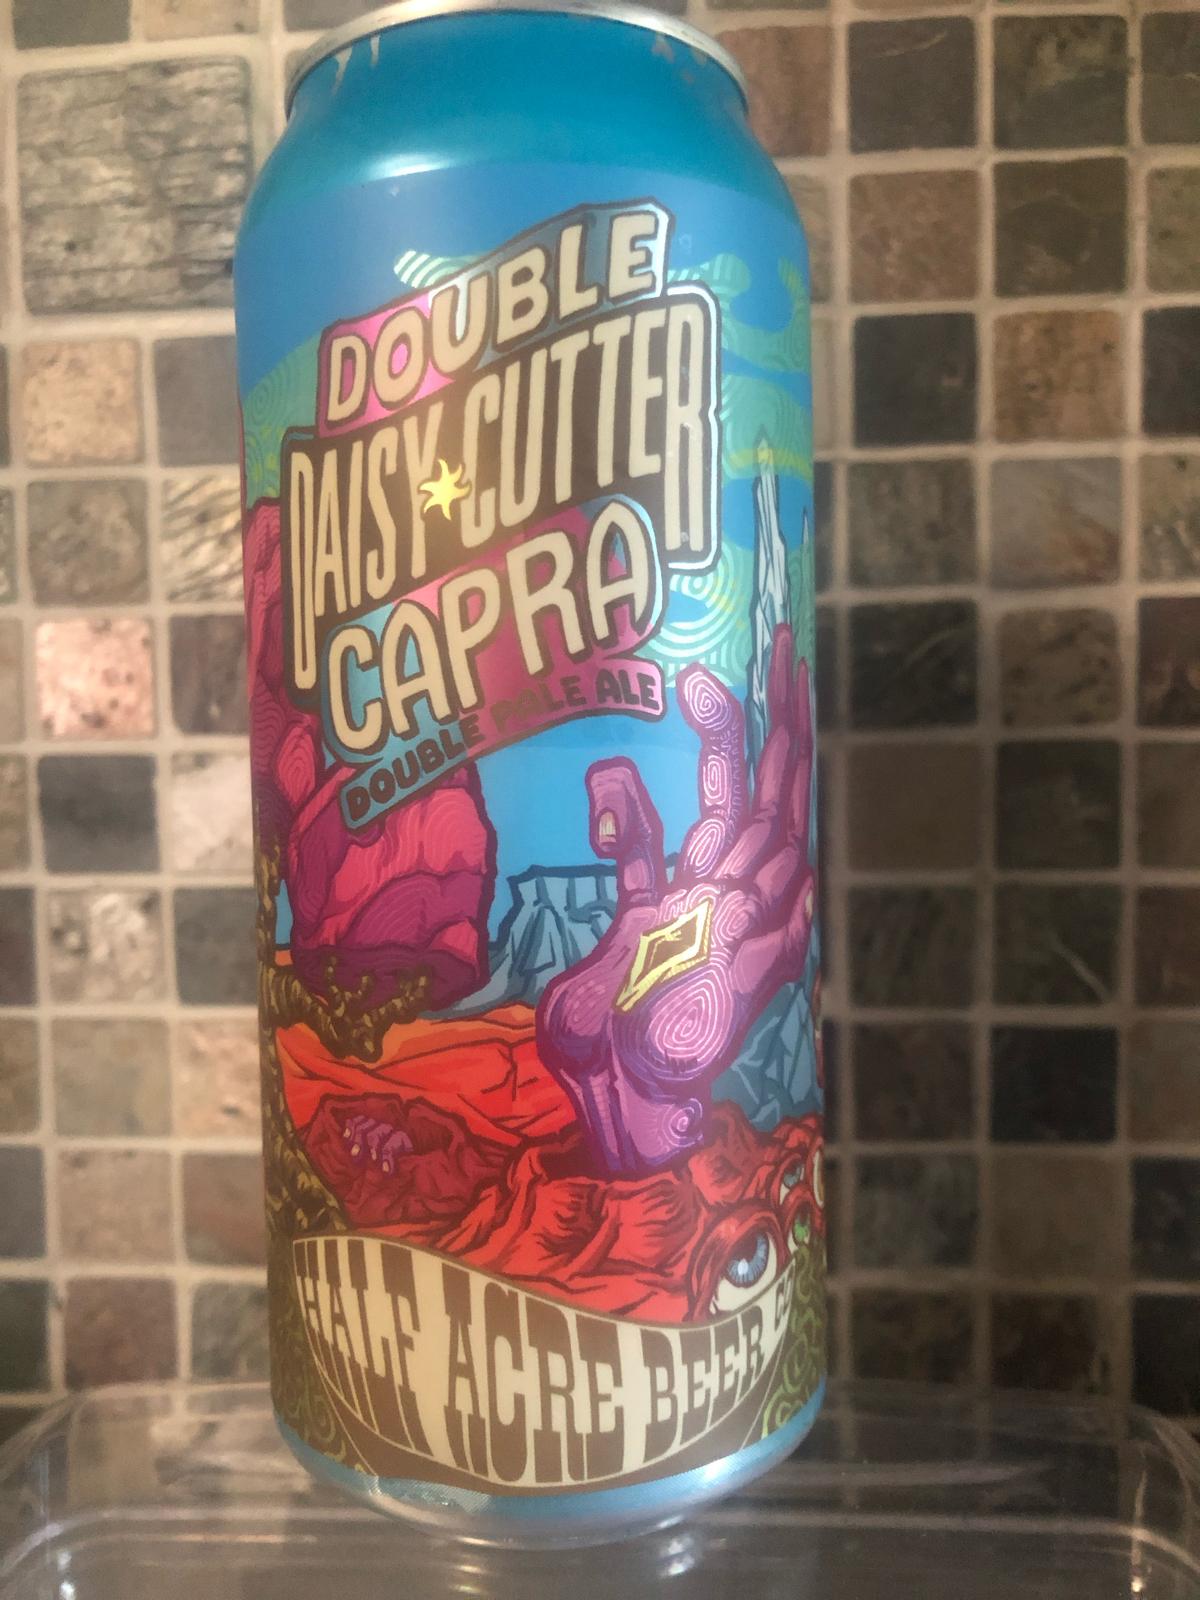 DOUBLE
DAISY CUTTER
CAPRA
DOUBLE PALE ALE
HALF ACRE BEER CO